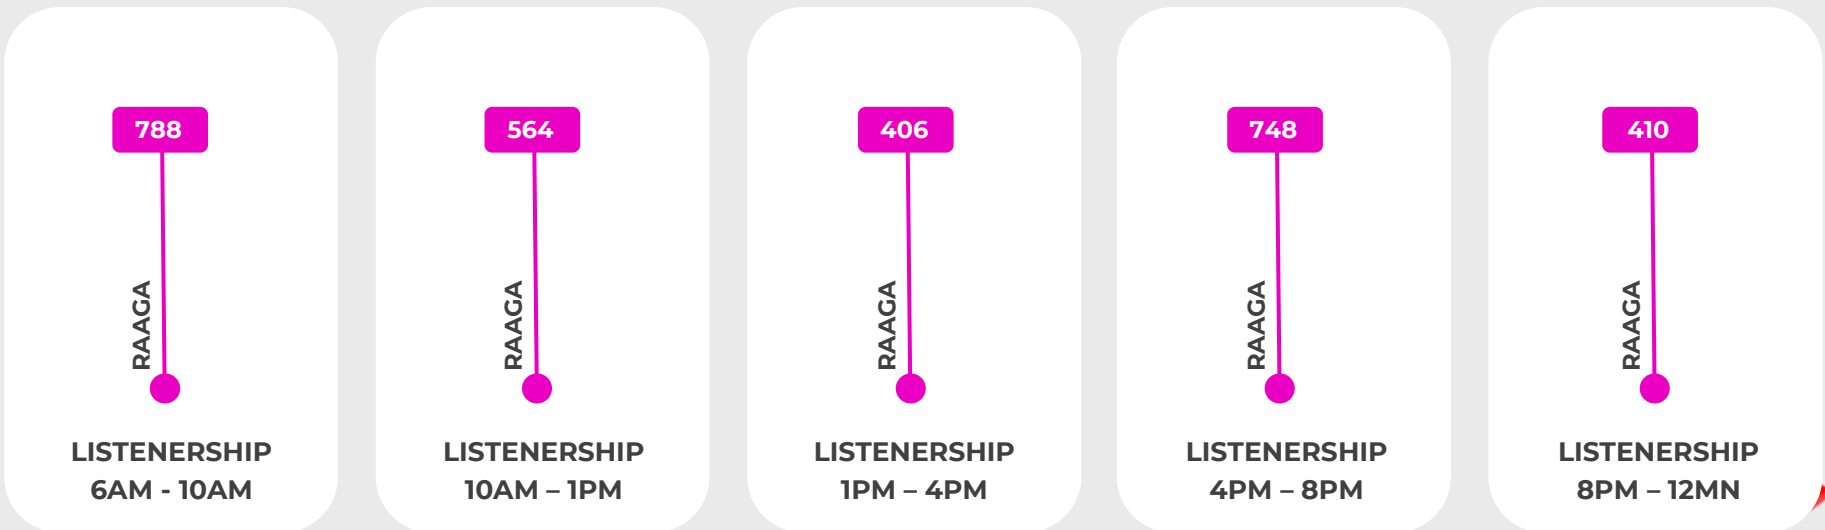 788
RAAGA
LISTENERSHIP
6AM - 10AM
564
RAAGA
LISTENERSHIP
10AM – 1PM
406
RAAGA
LISTENERSHIP
1PM – 4PM
748
RAAGA
LISTENERSHIP
4PM – 8PM
410
RAAGA
LISTENERSHIP
8PM – 12MN